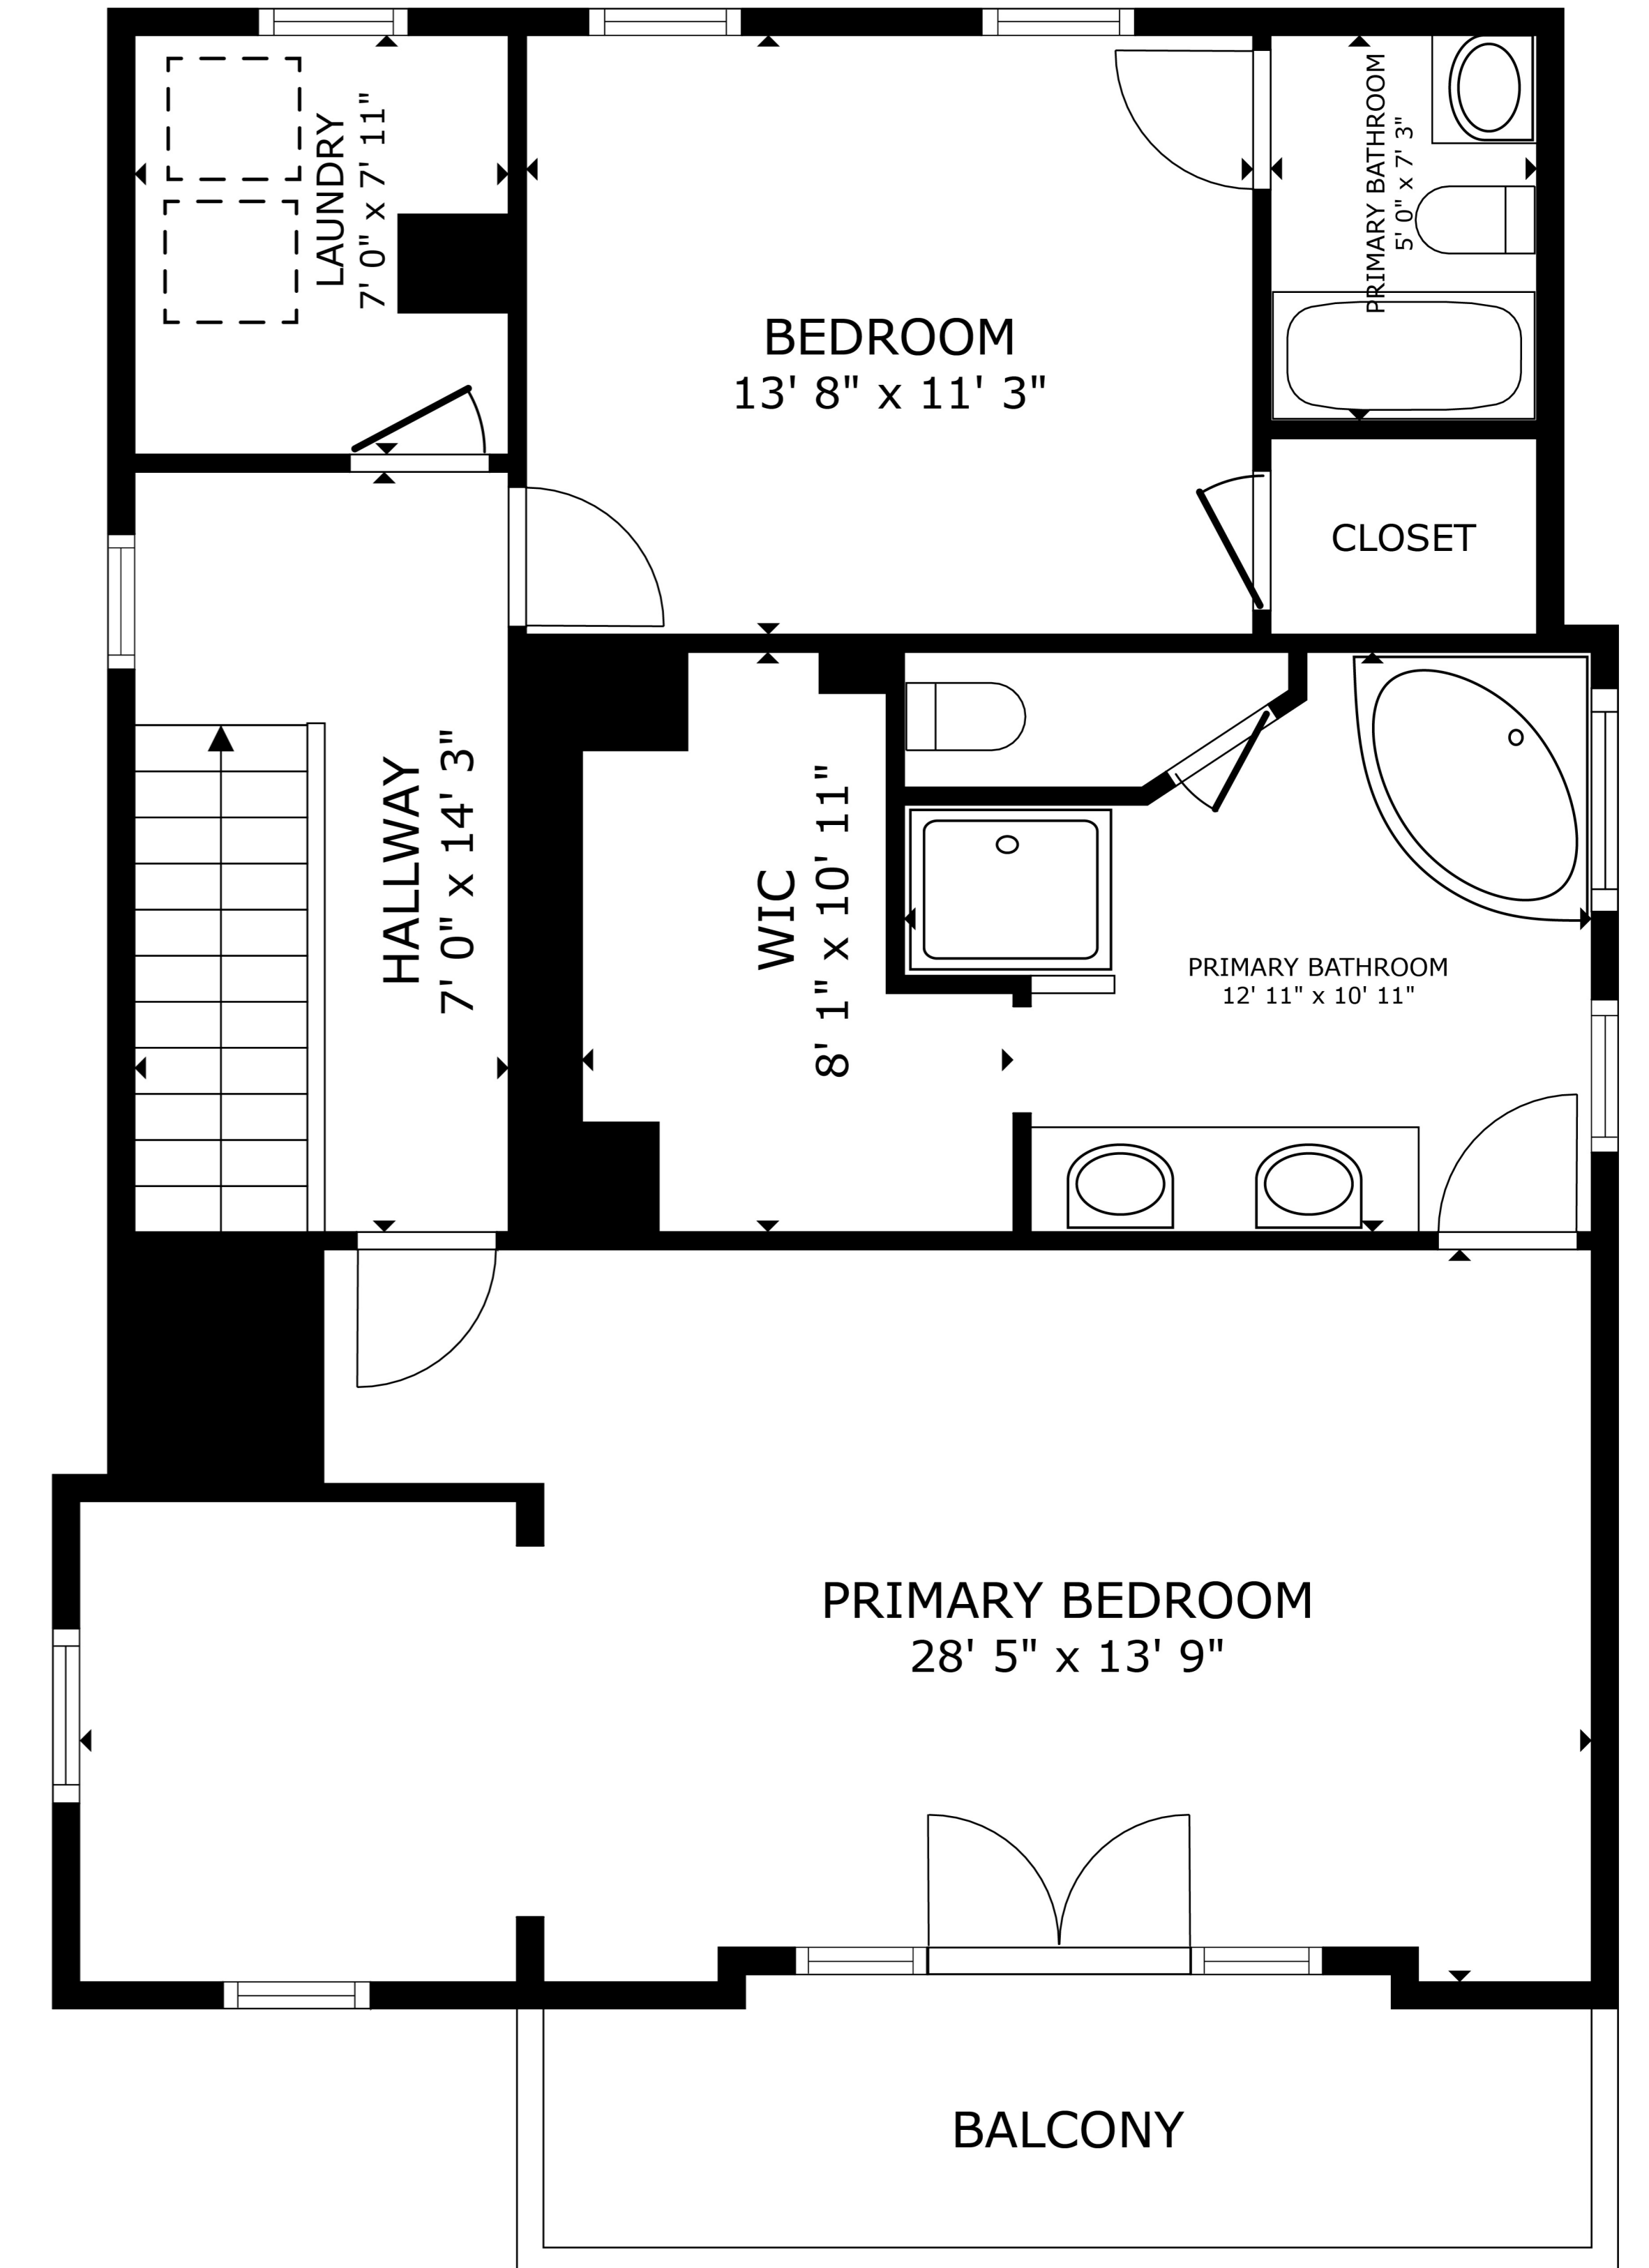 LAUNDRY
7' 0" x 7' 11"
BEDROOM
13' 8" x 11' 3"
PRIMARY BATHROOM
5' 0" x 7' 3"
CLOSET
HALLWAY
7' 0" x 14' 3"
WIC
8' 1" x 10' 11"
PRIMARY BATHROOM
12' 11" x 10' 11"
PRIMARY BEDROOM
28' 5" x 13' 9"
BALCONY